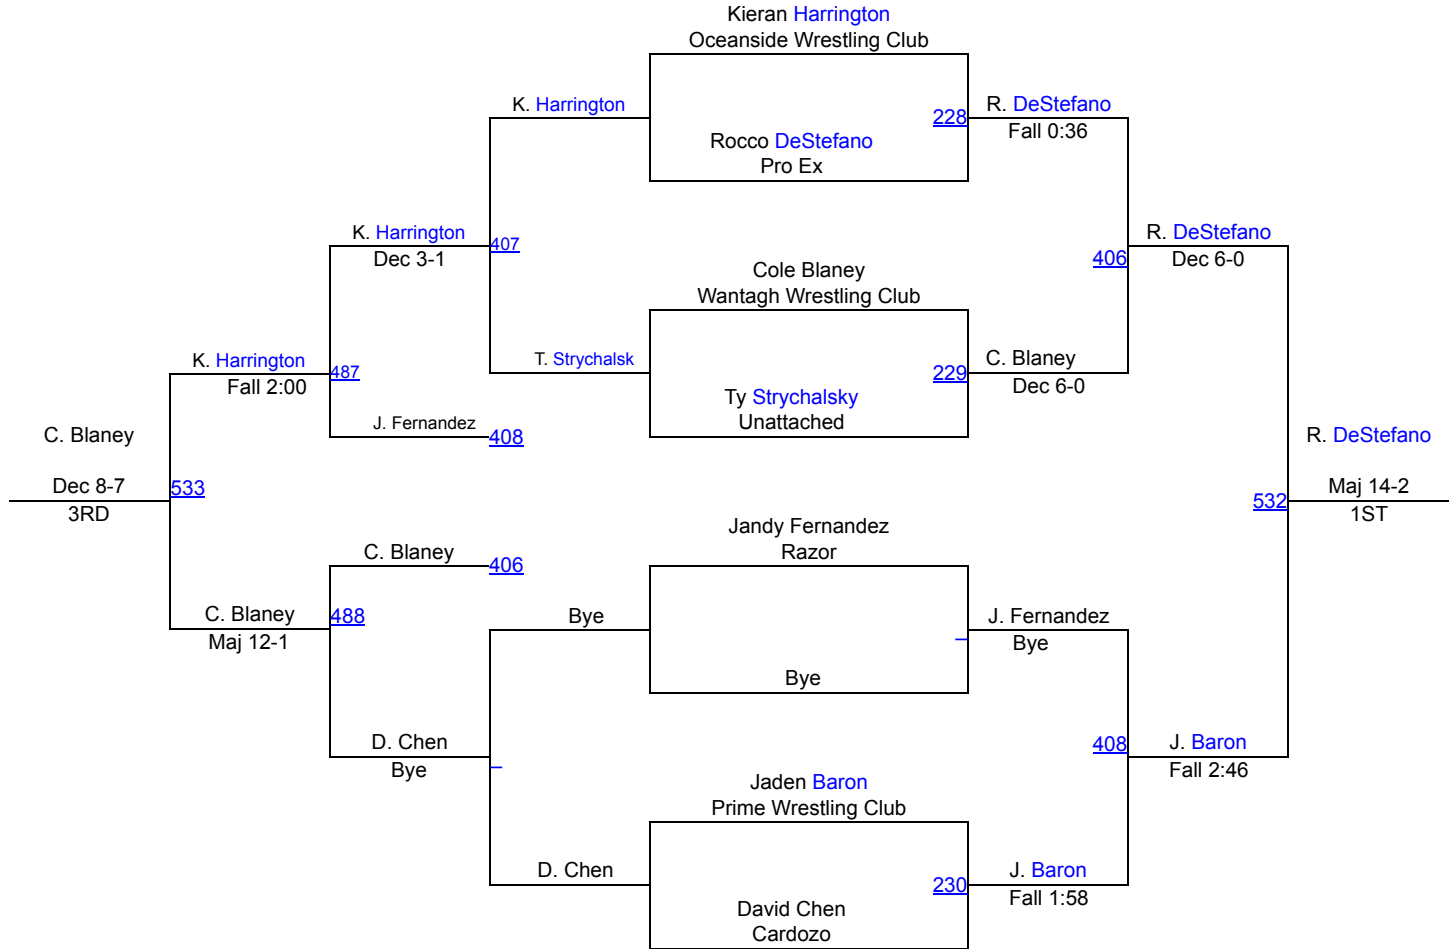 Kieran Harrington
Oceanside Wrestling Club
K. Harrington
228
R. DeStefano
Fall 0:36
Rocco DeStefano
Pro Ex
K. Harrington
Dec 3-1
407
R. DeStefano
Dec 6-0
406
Cole Blaney
Wantagh Wrestling Club
K. Harrington
Fall 2:00
487
T. Strychalsk
229
C. Blaney
Dec 6-0
Ty Strychalsky
Unattached
J. Fernandez
408
C. Blaney
Dec 8-7
3RD
533
R. DeStefano
Maj 14-2
1ST
532
Jandy Fernandez
Razor
C. Blaney
406
C. Blaney
Maj 12-1
488
Bye
J. Fernandez
Bye
Bye
D. Chen
Bye
408
J. Baron
Fall 2:46
Jaden Baron
Prime Wrestling Club
D. Chen
230
J. Baron
Fall 1:58
David Chen
Cardozo